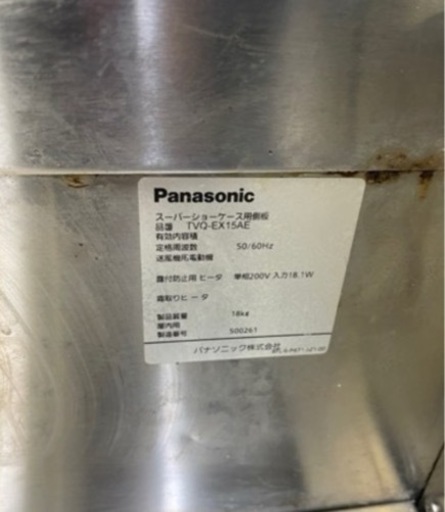 Panasonic
スーパーショーケース用側板
品番 TVQ-EX15AE
有効内容積
定格周波数 50/60Hz
送風機用電動機
露付防止用 ヒータ 単相200V 入力18.1W
霜取りヒータ
製品質量 18kg
屋内用
製造番号 500261
パナソニック株式会社